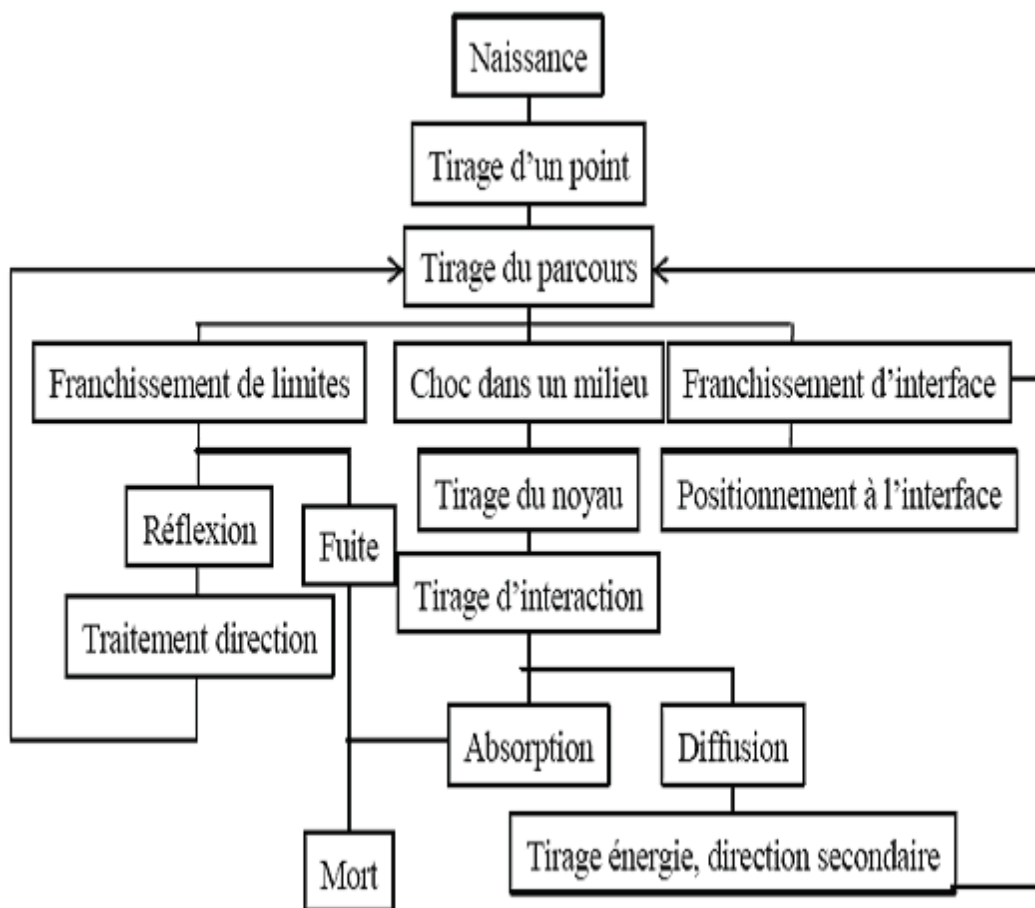 Naissance
Tirage d'un point
Tirage du parcours
Franchissement de limites
Choc dans un milieu
Franchissement d'interface
Tirage du noyau
Positionnement à l'interface
Réflexion
Fuite
Tirage d'interaction
Traitement direction
Absorption
Diffusion
Tirage énergie, direction secondaire
Mort